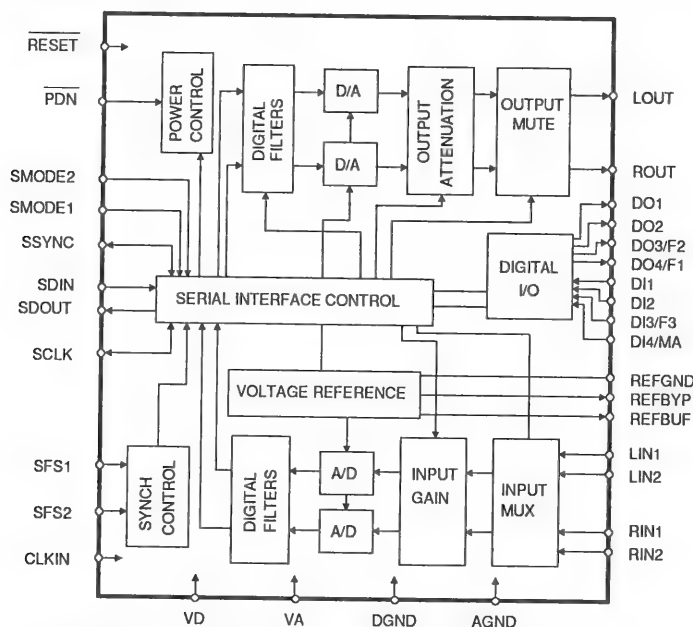 RESET
PDN
SMODE2
SMODE1
SSYNC
SDIN
SDOUT
SCLK
SFS1
SFS2
CLKIN
POWER
CONTROL
DIGITAL
FILTERS
D/A
D/A
OUTPUT
ATTENUATION
OUTPUT
MUTE
DIGITAL
I/O
SERIAL INTERFACE CONTROL
VOLTAGE REFERENCE
SYNCH
CONTROL
DIGITAL
FILTERS
A/D
A/D
INPUT
GAIN
INPUT
MUX
LOUT
ROUT
DO1
DO2
DO3/F2
DO4/F1
DI1
DI2
DI3/F3
DI4/MA
REFGND
REFBYP
REFBUF
LIN1
LIN2
RIN1
RIN2
VD
VA
DGND
AGND